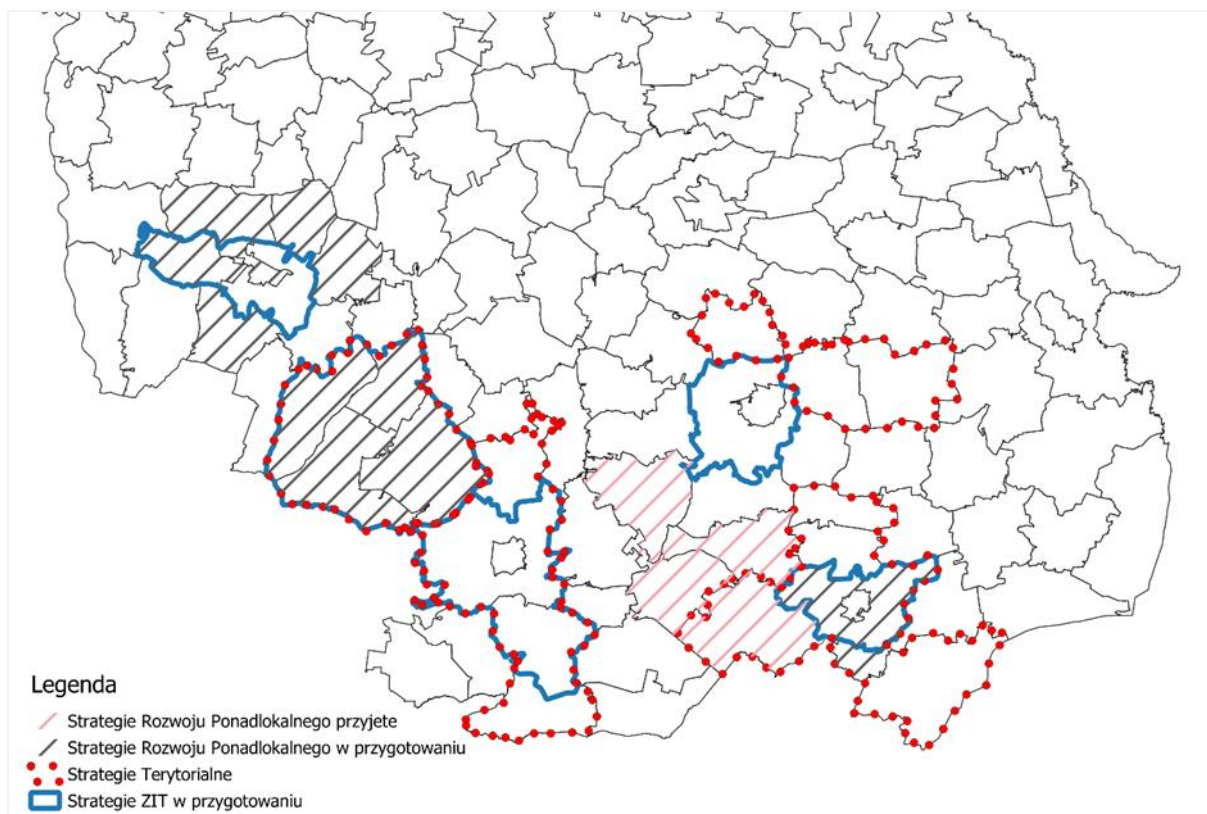 Legenda
Strategie Rozwoju Ponadlokalnego przyjete
Strategie Rozwoju Ponadlokalnego w przygotowaniu
Strategie Terytorialne
Strategie ZIT w przygotowaniu